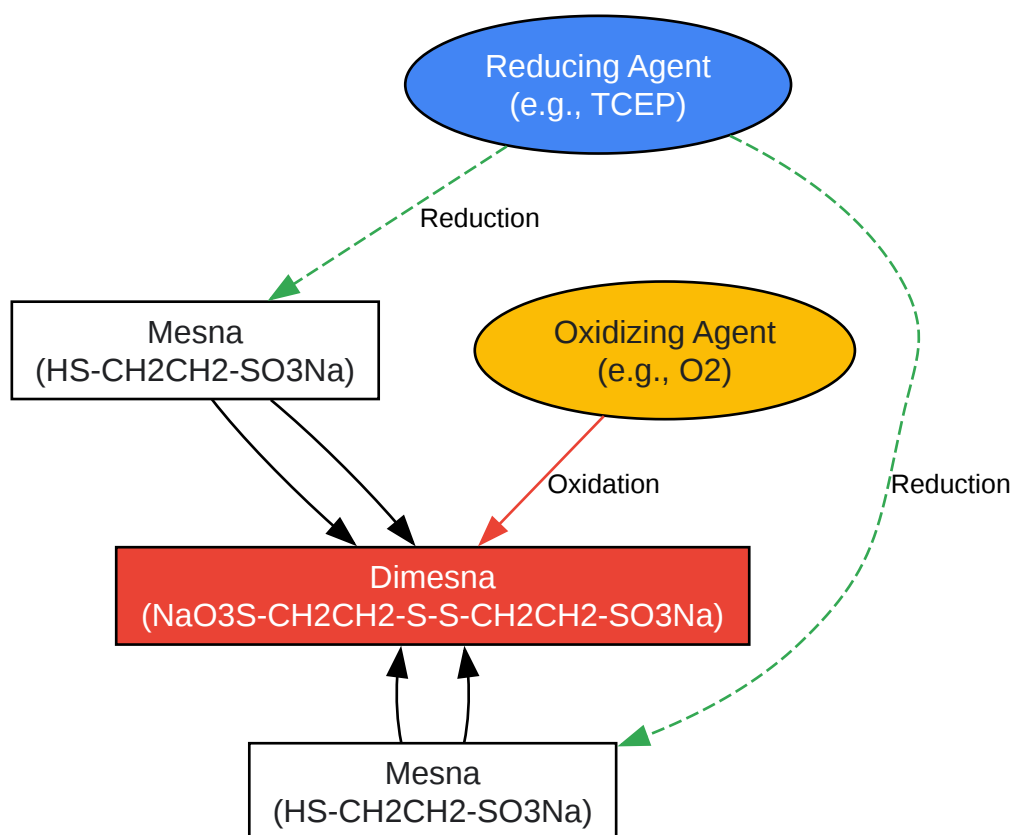 Reducing Agent
(e.g., TCEP)
Reduction
Mesna
(HS-CH2CH2-SO3Na)
Oxidizing Agent
(e.g., O2)
Oxidation
Reduction
Dimesna
(NaO3S-CH2CH2-S-S-CH2CH2-SO3Na)
Mesna
(HS-CH2CH2-SO3Na)